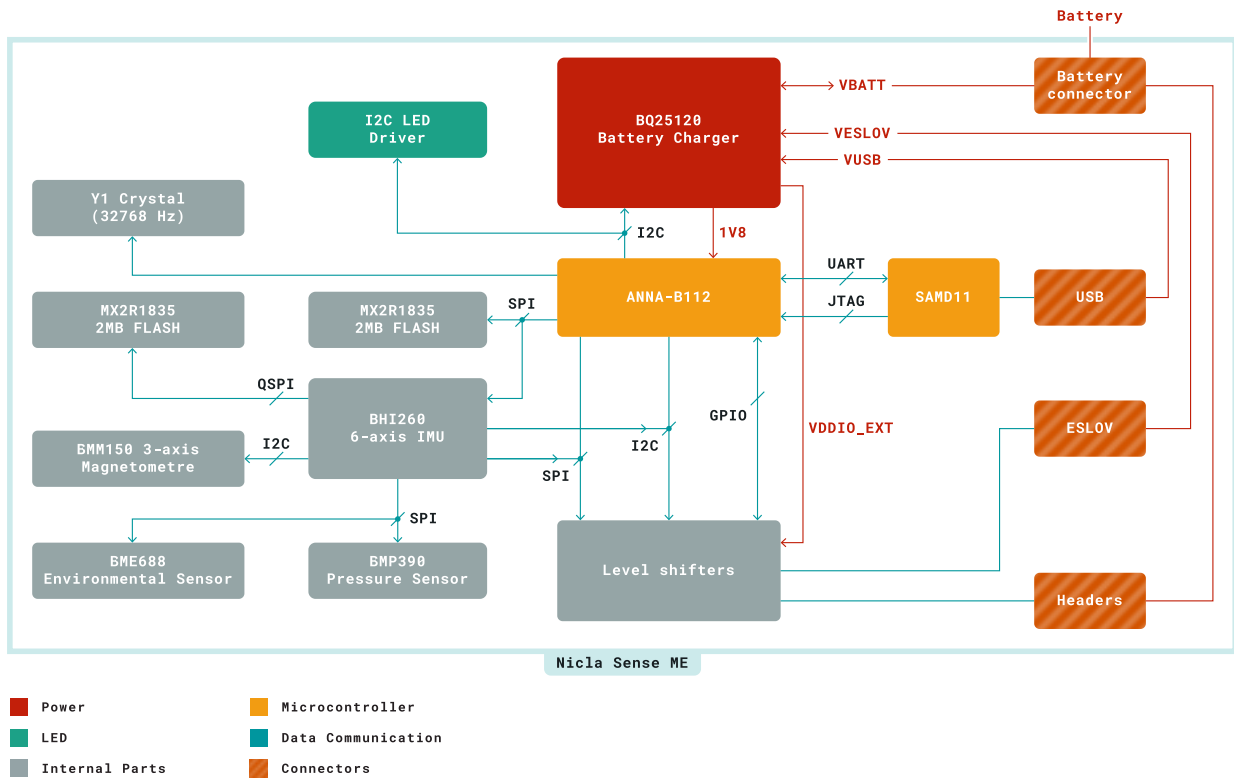 Battery
Battery
connector
VBATT
BQ25120
Battery Charger
I2C LED
Driver
VESLOV
VUSB
Y1 Crystal
(32768 Hz)
I2C
1V8
UART
ANNA-B112
SAMD11
USB
JTAG
MX2R1835
2MB FLASH
MX2R1835
2MB FLASH
SPI
QSPI
BHI260
6-axis IMU
GPIO
VDDIO_EXT
ESLOV
I2C
BMM150 3-axis
Magnetometre
I2C
SPI
SPI
BME688
Environmental Sensor
BMP390
Pressure Sensor
Level shifters
Headers
Nicla Sense ME
Power
Microcontroller
LED
Data Communication
Internal Parts
Connectors